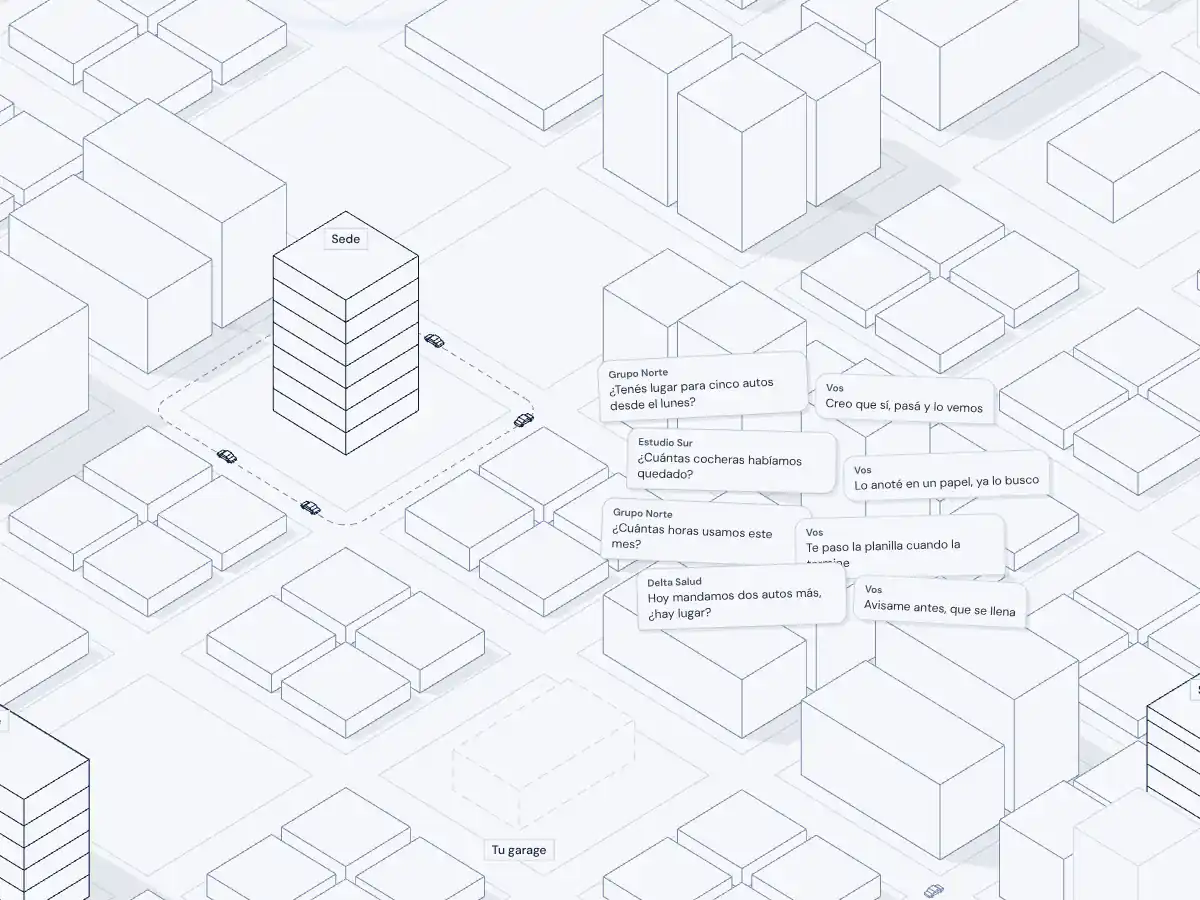 Sede
Grupo Norte
¿Tenés lugar para cinco autos
desde el lunes?
Vos
Creo que sí, pasá y lo vemos
Estudio Sur
¿Cuántas cocheras habíamos
quedado?
Vos
Lo anoté en un papel, ya lo busco
Grupo Norte
¿Cuántas horas usamos este
mes?
Vos
Te paso la planilla cuando la
termine
Delta Salud
Hoy mandamos dos autos más,
¿hay lugar?
Vos
Avisame antes, que se llena
Tu garage